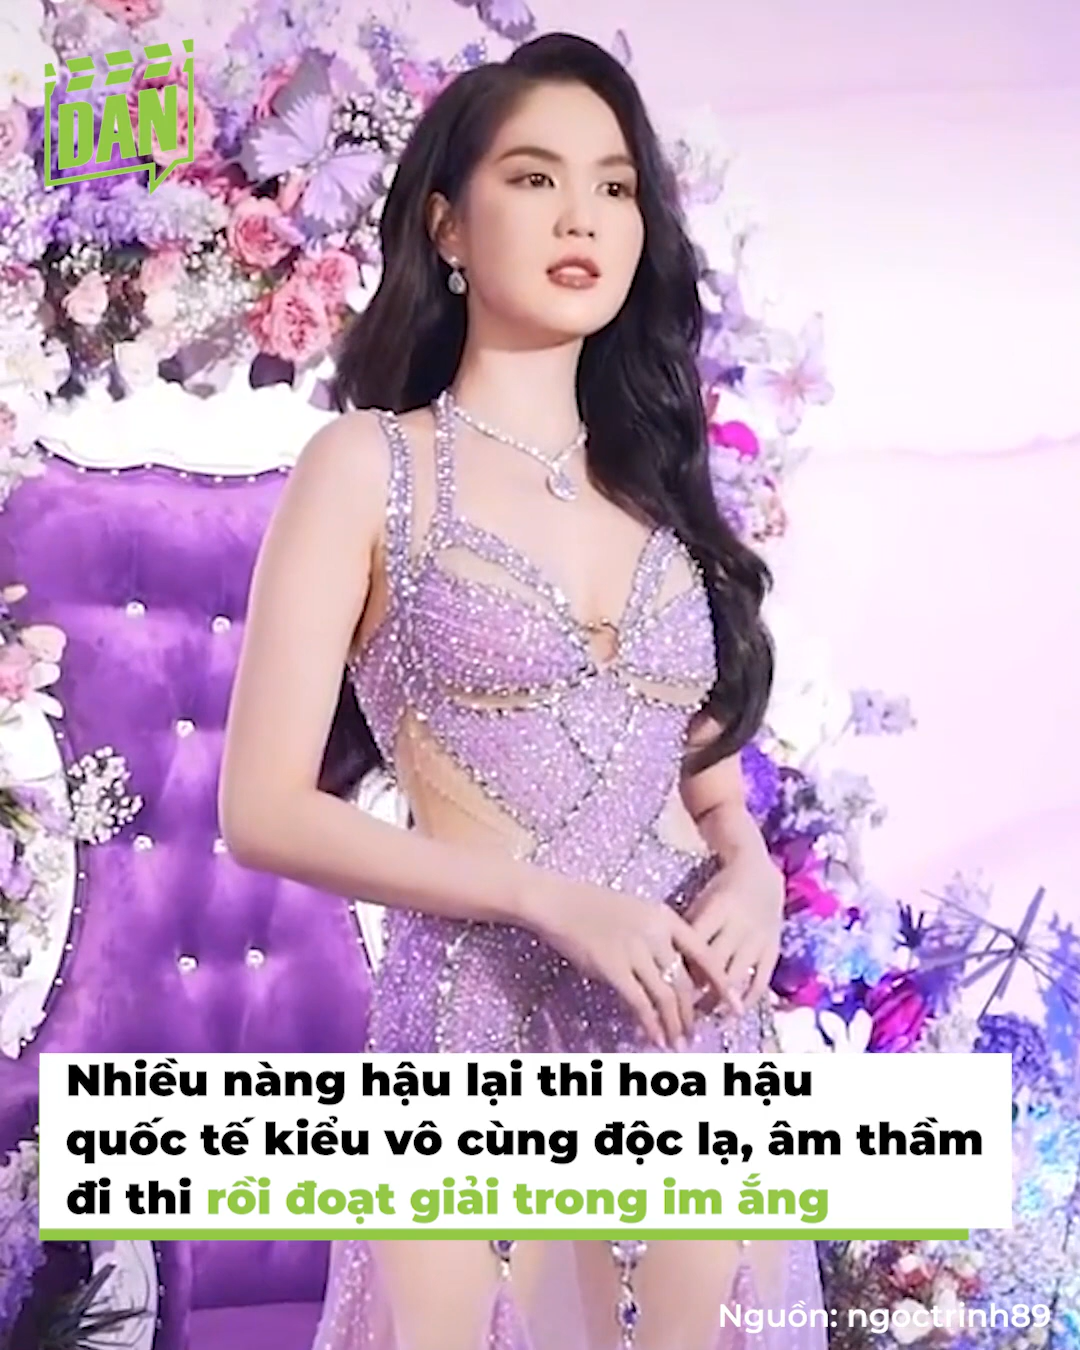 DAN
Nhiều nàng hậu lại thi hoa hậu
quốc tế kiểu vô cùng độc lạ, âm thầm
đi thi rồi đoạt giải trong im ắng
Nguồn: ngoctrinh89